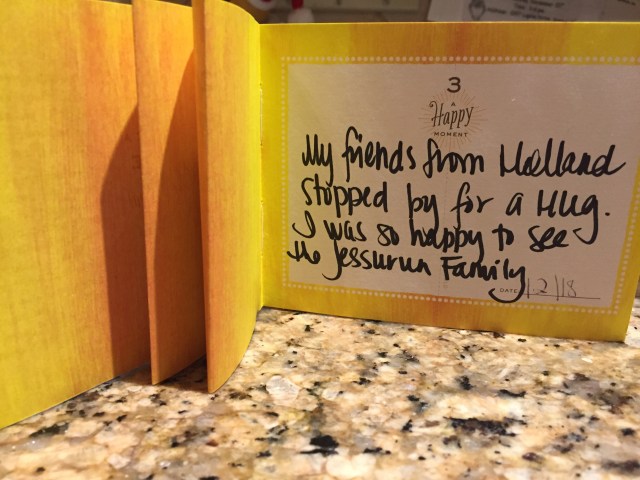 3
A
Happy
MOMENT
My friends from Holland
stopped by for a Hug.
I was so happy to see
the Jessurun Family
DATE 1/2/18